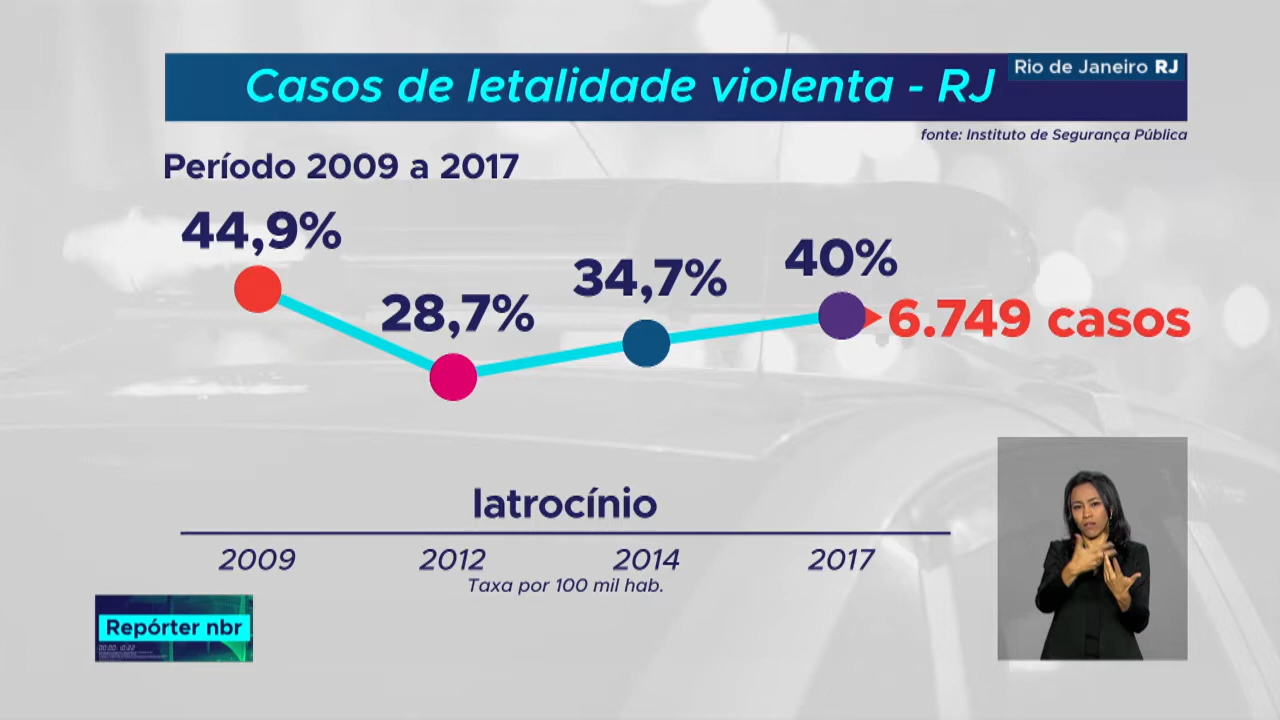 Casos de letalidade violenta - RJ
Rio de Janeiro RJ
fonte: Instituto de Segurança Pública
Período 2009 a 2017
44,9%
28,7%
34,7%
40%
6.749 casos
latrocínio
2009 2012 2014 2017
Taxa por 100 mil hab.
Repórter nbr